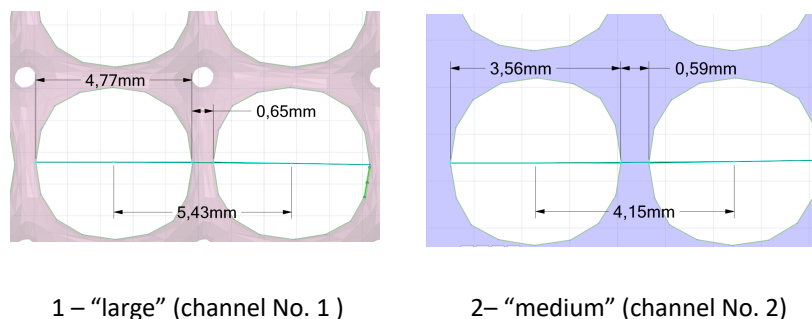 4,77mm
0,65mm
5,43mm
3,56mm
0,59mm
4,15mm
1 – “large” (channel No. 1 )
2– “medium” (channel No. 2)